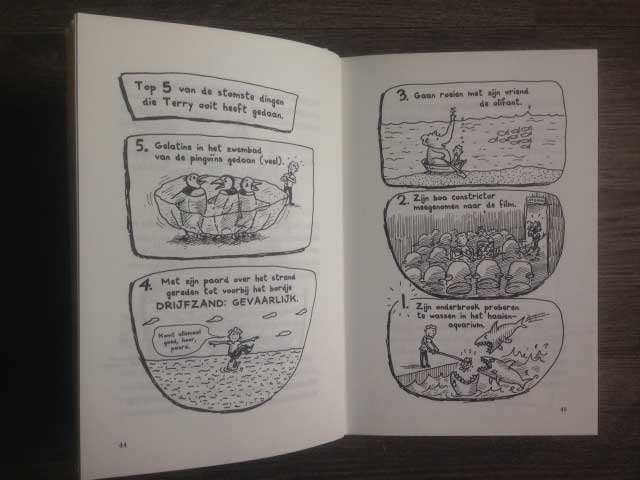 Top 5 van de stomste dingen
die Terry ooit heeft gedaan.
5. Gelatine in het zwembad
van de pinguïns gedaan (veel).
4. Met zijn paard over het strand
gereden tot voorbij het bordje
DRIJFZAND: GEVAARLIJK.
Komt allemaal
goed, hoor,
paard.
44
3. Gaan roeien met zijn vriend
de olifant.
2. Zijn boa constrictor
meegenomen naar de film.
1. Zijn onderbroek proberen
te wassen in het haaien-
aquarium.
45